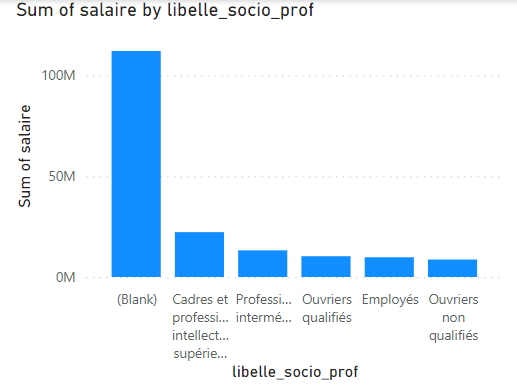 Sum of salaire by libelle_socio_prof
100M
50M
0M
Sum of salaire
(Blank)
Cadres et
professi...
intellect...
supérie...
Professi...
intermé...
Ouvriers
qualifiés
Employés
Ouvriers
non
qualifiés
libelle_socio_prof